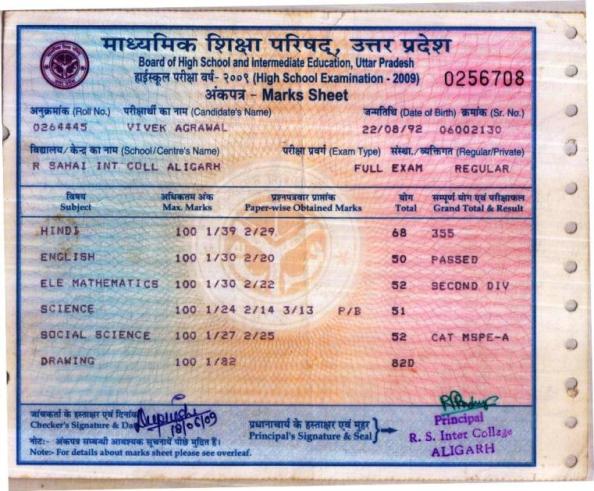 माध्यमिक शिक्षा परिषद्, उत्तर प्रदेश
Board of High School and Intermediate Education, Uttar Pradesh
हाईस्कूल परीक्षा वर्ष- २००९ (High School Examination - 2009)
0256708
अंकपत्र - Marks Sheet
अनुक्रमांक (Roll No.) परीक्षार्थी का नाम (Candidate's Name) जन्मतिथि (Date of Birth) क्रमांक (Sr. No.)
0264445 VIVEK AGRAWAL 22/08/92 06002130
विद्यालय/केन्द्र का नाम (School/Centre's Name) परीक्षा प्रवर्ग (Exam Type) संस्था./व्यक्तिगत (Regular/Private)
R SAHAI INT COLL ALIGARH FULL EXAM REGULAR
विषय अधिकतम अंक प्रश्नपत्रवार प्राप्तांक योग सम्पूर्ण योग एवं परीक्षाफल
Subject Max. Marks Paper-wise Obtained Marks Total Grand Total & Result
HINDI 100 1/39 2/29 68 355
ENGLISH 100 1/30 2/20 50 PASSED
ELE MATHEMATICS 100 1/30 2/22 52 SECOND DIV
SCIENCE 100 1/24 2/14 3/13 P/B 51
SOCIAL SCIENCE 100 1/27 2/25 52 CAT MSPE-A
DRAWING 100 1/82 82D
जांचकर्ता के हस्ताक्षर एवं दिनांक
Checker's Signature & Da
18/06/09
प्रधानाचार्य के हस्ताक्षर एवं मुहर
Principal's Signature & Seal
Principal
R. S. Inter College
ALIGARH
नोट:- अंकपत्र सम्बन्धी आवश्यक सूचनायें पीछे मुद्रित हैं।
Note:- For details about marks sheet please see overleaf.